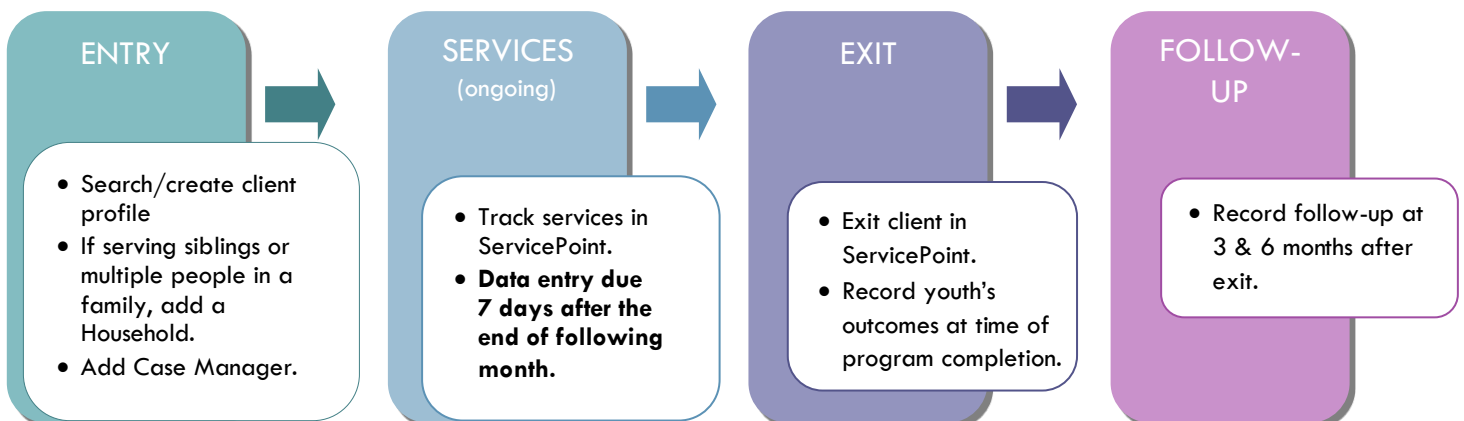 ENTRY
• Search/create client
profile
• If serving siblings or
multiple people in a
family, add a
Household.
• Add Case Manager.
SERVICES
(ongoing)
• Track services in
ServicePoint.
• Data entry due
7 days after the
end of following
month.
EXIT
• Exit client in
ServicePoint.
• Record youth’s
outcomes at time of
program completion.
FOLLOW-
UP
• Record follow-up at
3 & 6 months after
exit.